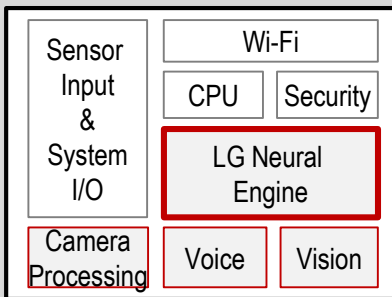 Sensor
Input
&
System
I/O
Wi-Fi
CPU
Security
LG Neural
Engine
Camera
Processing
Voice
Vision